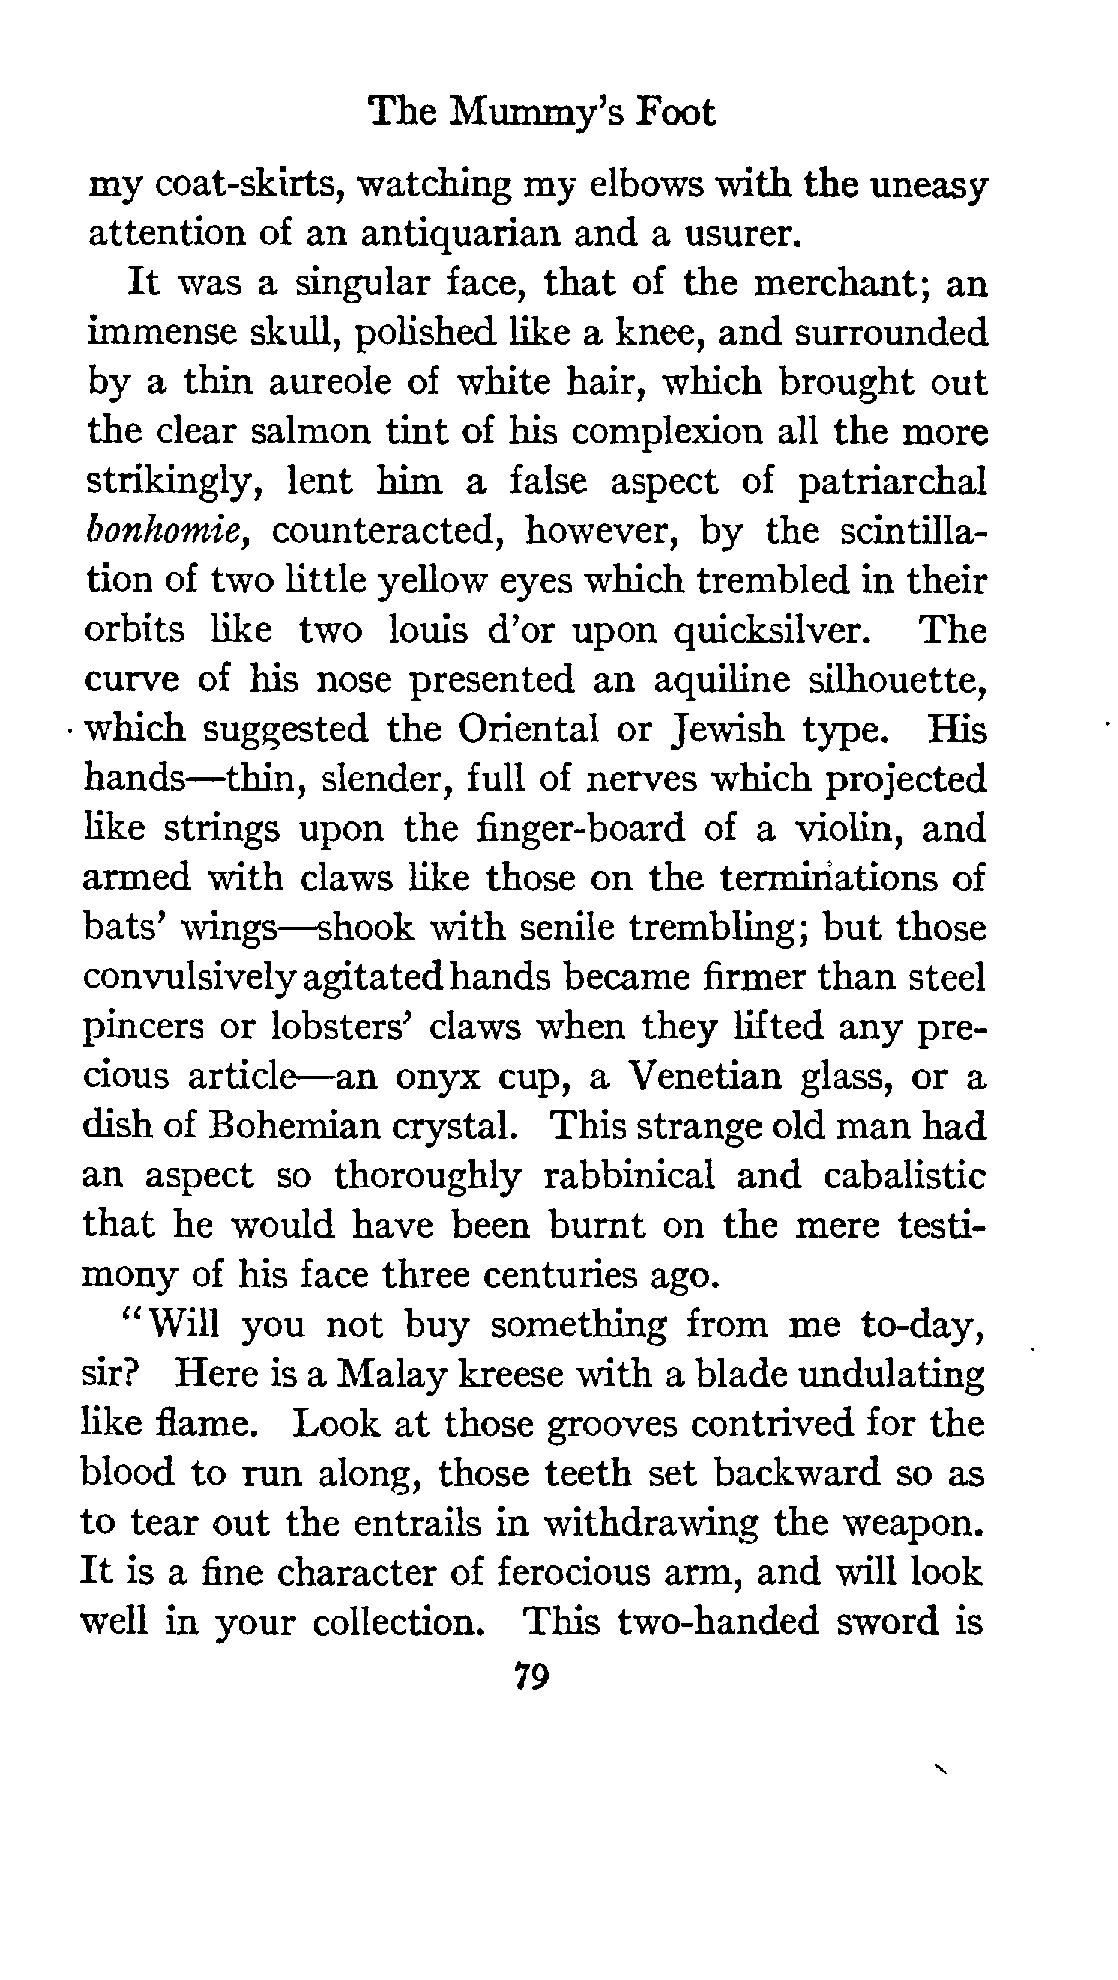 The Mummy's Foot
my coat-skirts, watching my elbows with the uneasy
attention of an antiquarian and a usurer.
It was a singular face, that of the merchant; an
immense skull, polished like a knee, and surrounded
by a thin aureole of white hair, which brought out
the clear salmon tint of his complexion all the more
strikingly, lent him a false aspect of patriarchal
bonhomie, counteracted, however, by the scintilla-
tion of two little yellow eyes which trembled in their
orbits like two louis d'or upon quicksilver. The
curve of his nose presented an aquiline silhouette,
which suggested the Oriental or Jewish type. His
hands—thin, slender, full of nerves which projected
like strings upon the finger-board of a violin, and
armed with claws like those on the terminations of
bats' wings—shook with senile trembling; but those
convulsively agitated hands became firmer than steel
pincers or lobsters' claws when they lifted any pre-
cious article—an onyx cup, a Venetian glass, or a
dish of Bohemian crystal. This strange old man had
an aspect so thoroughly rabbinical and cabalistic
that he would have been burnt on the mere testi-
mony of his face three centuries ago.
"Will you not buy something from me to-day,
sir? Here is a Malay kreese with a blade undulating
like flame. Look at those grooves contrived for the
blood to run along, those teeth set backward so as
to tear out the entrails in withdrawing the weapon.
It is a fine character of ferocious arm, and will look
well in your collection. This two-handed sword is
79